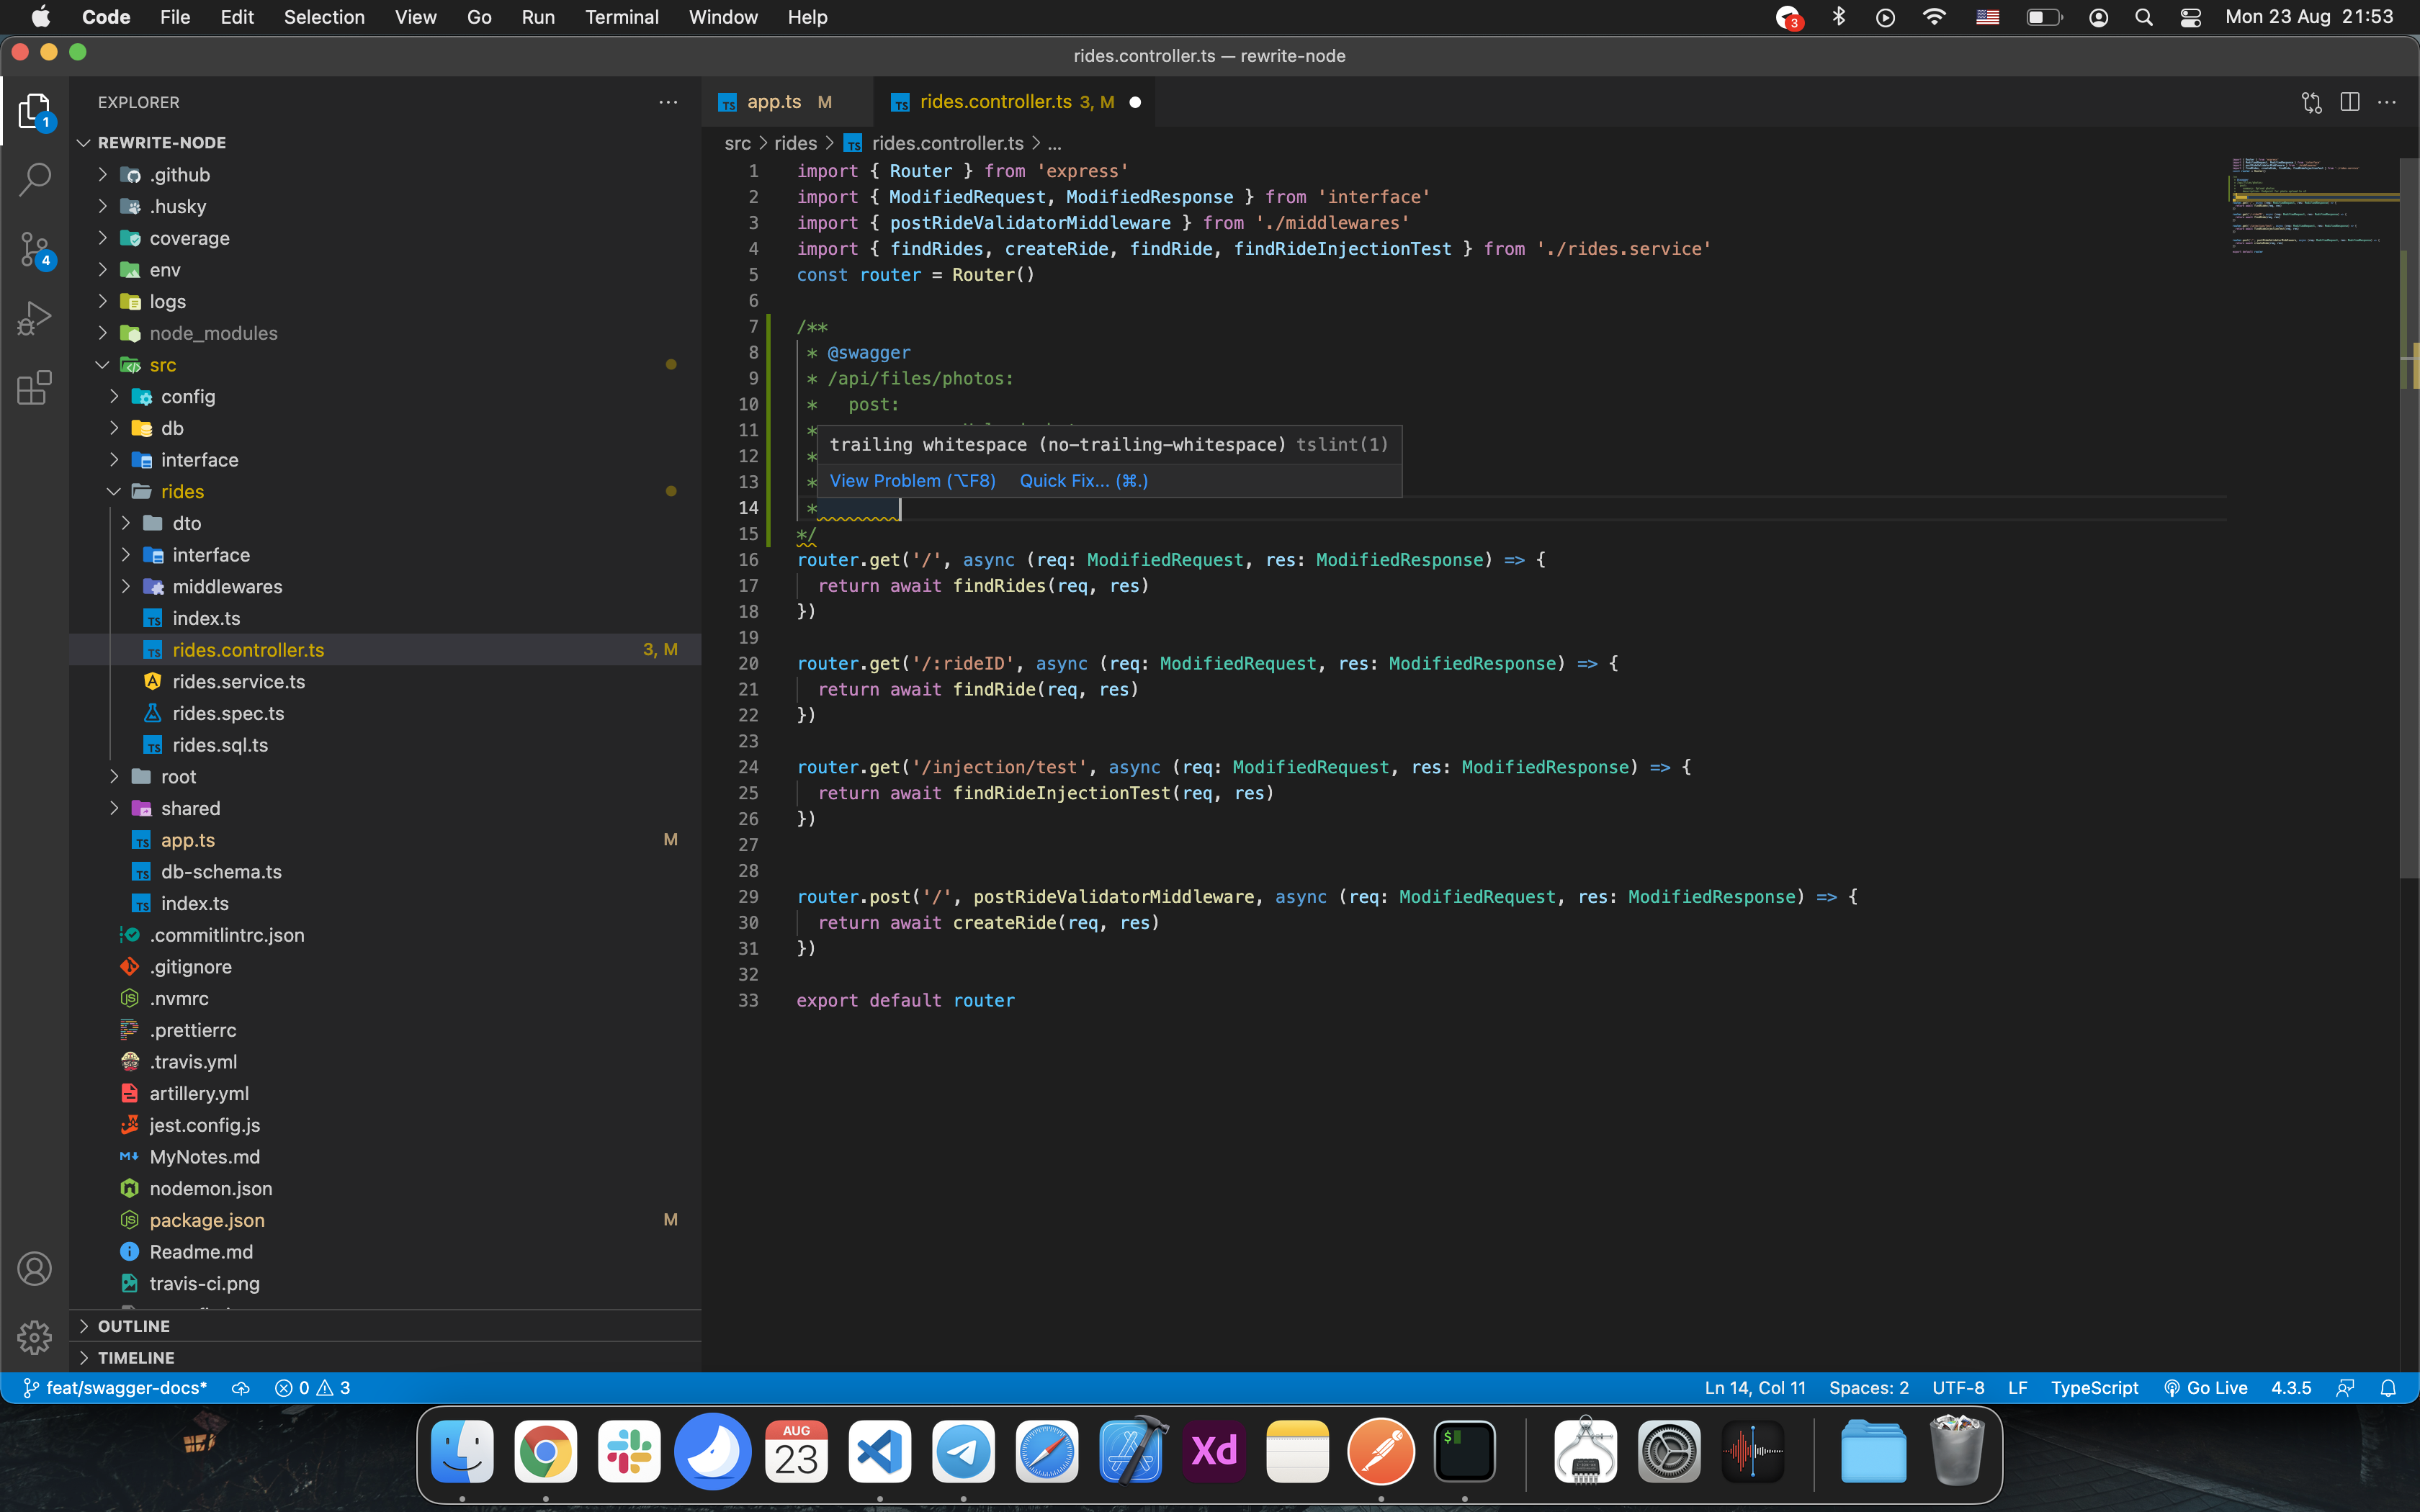 Code File Edit Selection View Go Run Terminal Window Help
3
Mon 23 Aug 21:53
rides.controller.ts — rewrite-node
EXPLORER
1
4
REWRITE-NODE
.github
.husky
coverage
env
logs
node_modules
src
config
db
interface
rides
dto
interface
middlewares
index.ts
rides.controller.ts 3, M
rides.service.ts
rides.spec.ts
rides.sql.ts
root
shared
app.ts M
db-schema.ts
index.ts
.commitlintrc.json
.gitignore
.nvmrc
.prettierrc
.travis.yml
artillery.yml
jest.config.js
MyNotes.md
nodemon.json
package.json M
Readme.md
travis-ci.png
OUTLINE
TIMELINE
app.ts M
rides.controller.ts 3, M
src > rides > rides.controller.ts > ...
1 import { Router } from 'express'
2 import { ModifiedRequest, ModifiedResponse } from 'interface'
3 import { postRideValidatorMiddleware } from './middlewares'
4 import { findRides, createRide, findRide, findRideInjectionTest } from './rides.service'
5 const router = Router()
6
7 /**
8 * @swagger
9 * /api/files/photos:
10 * post:
11 *
12 *
13 *
trailing whitespace (no-trailing-whitespace) tslint(1)
View Problem (⌥F8) Quick Fix... (⌘.)
14 *
15 */
16 router.get('/', async (req: ModifiedRequest, res: ModifiedResponse) => {
17 return await findRides(req, res)
18 })
19
20 router.get('/:rideID', async (req: ModifiedRequest, res: ModifiedResponse) => {
21 return await findRide(req, res)
22 })
23
24 router.get('/injection/test', async (req: ModifiedRequest, res: ModifiedResponse) => {
25 return await findRideInjectionTest(req, res)
26 })
27
28
29 router.post('/', postRideValidatorMiddleware, async (req: ModifiedRequest, res: ModifiedResponse) => {
30 return await createRide(req, res)
31 })
32
33 export default router
feat/swagger-docs* 0 3
Ln 14, Col 11 Spaces: 2 UTF-8 LF TypeScript Go Live 4.3.5
AUG
23
Xd
$